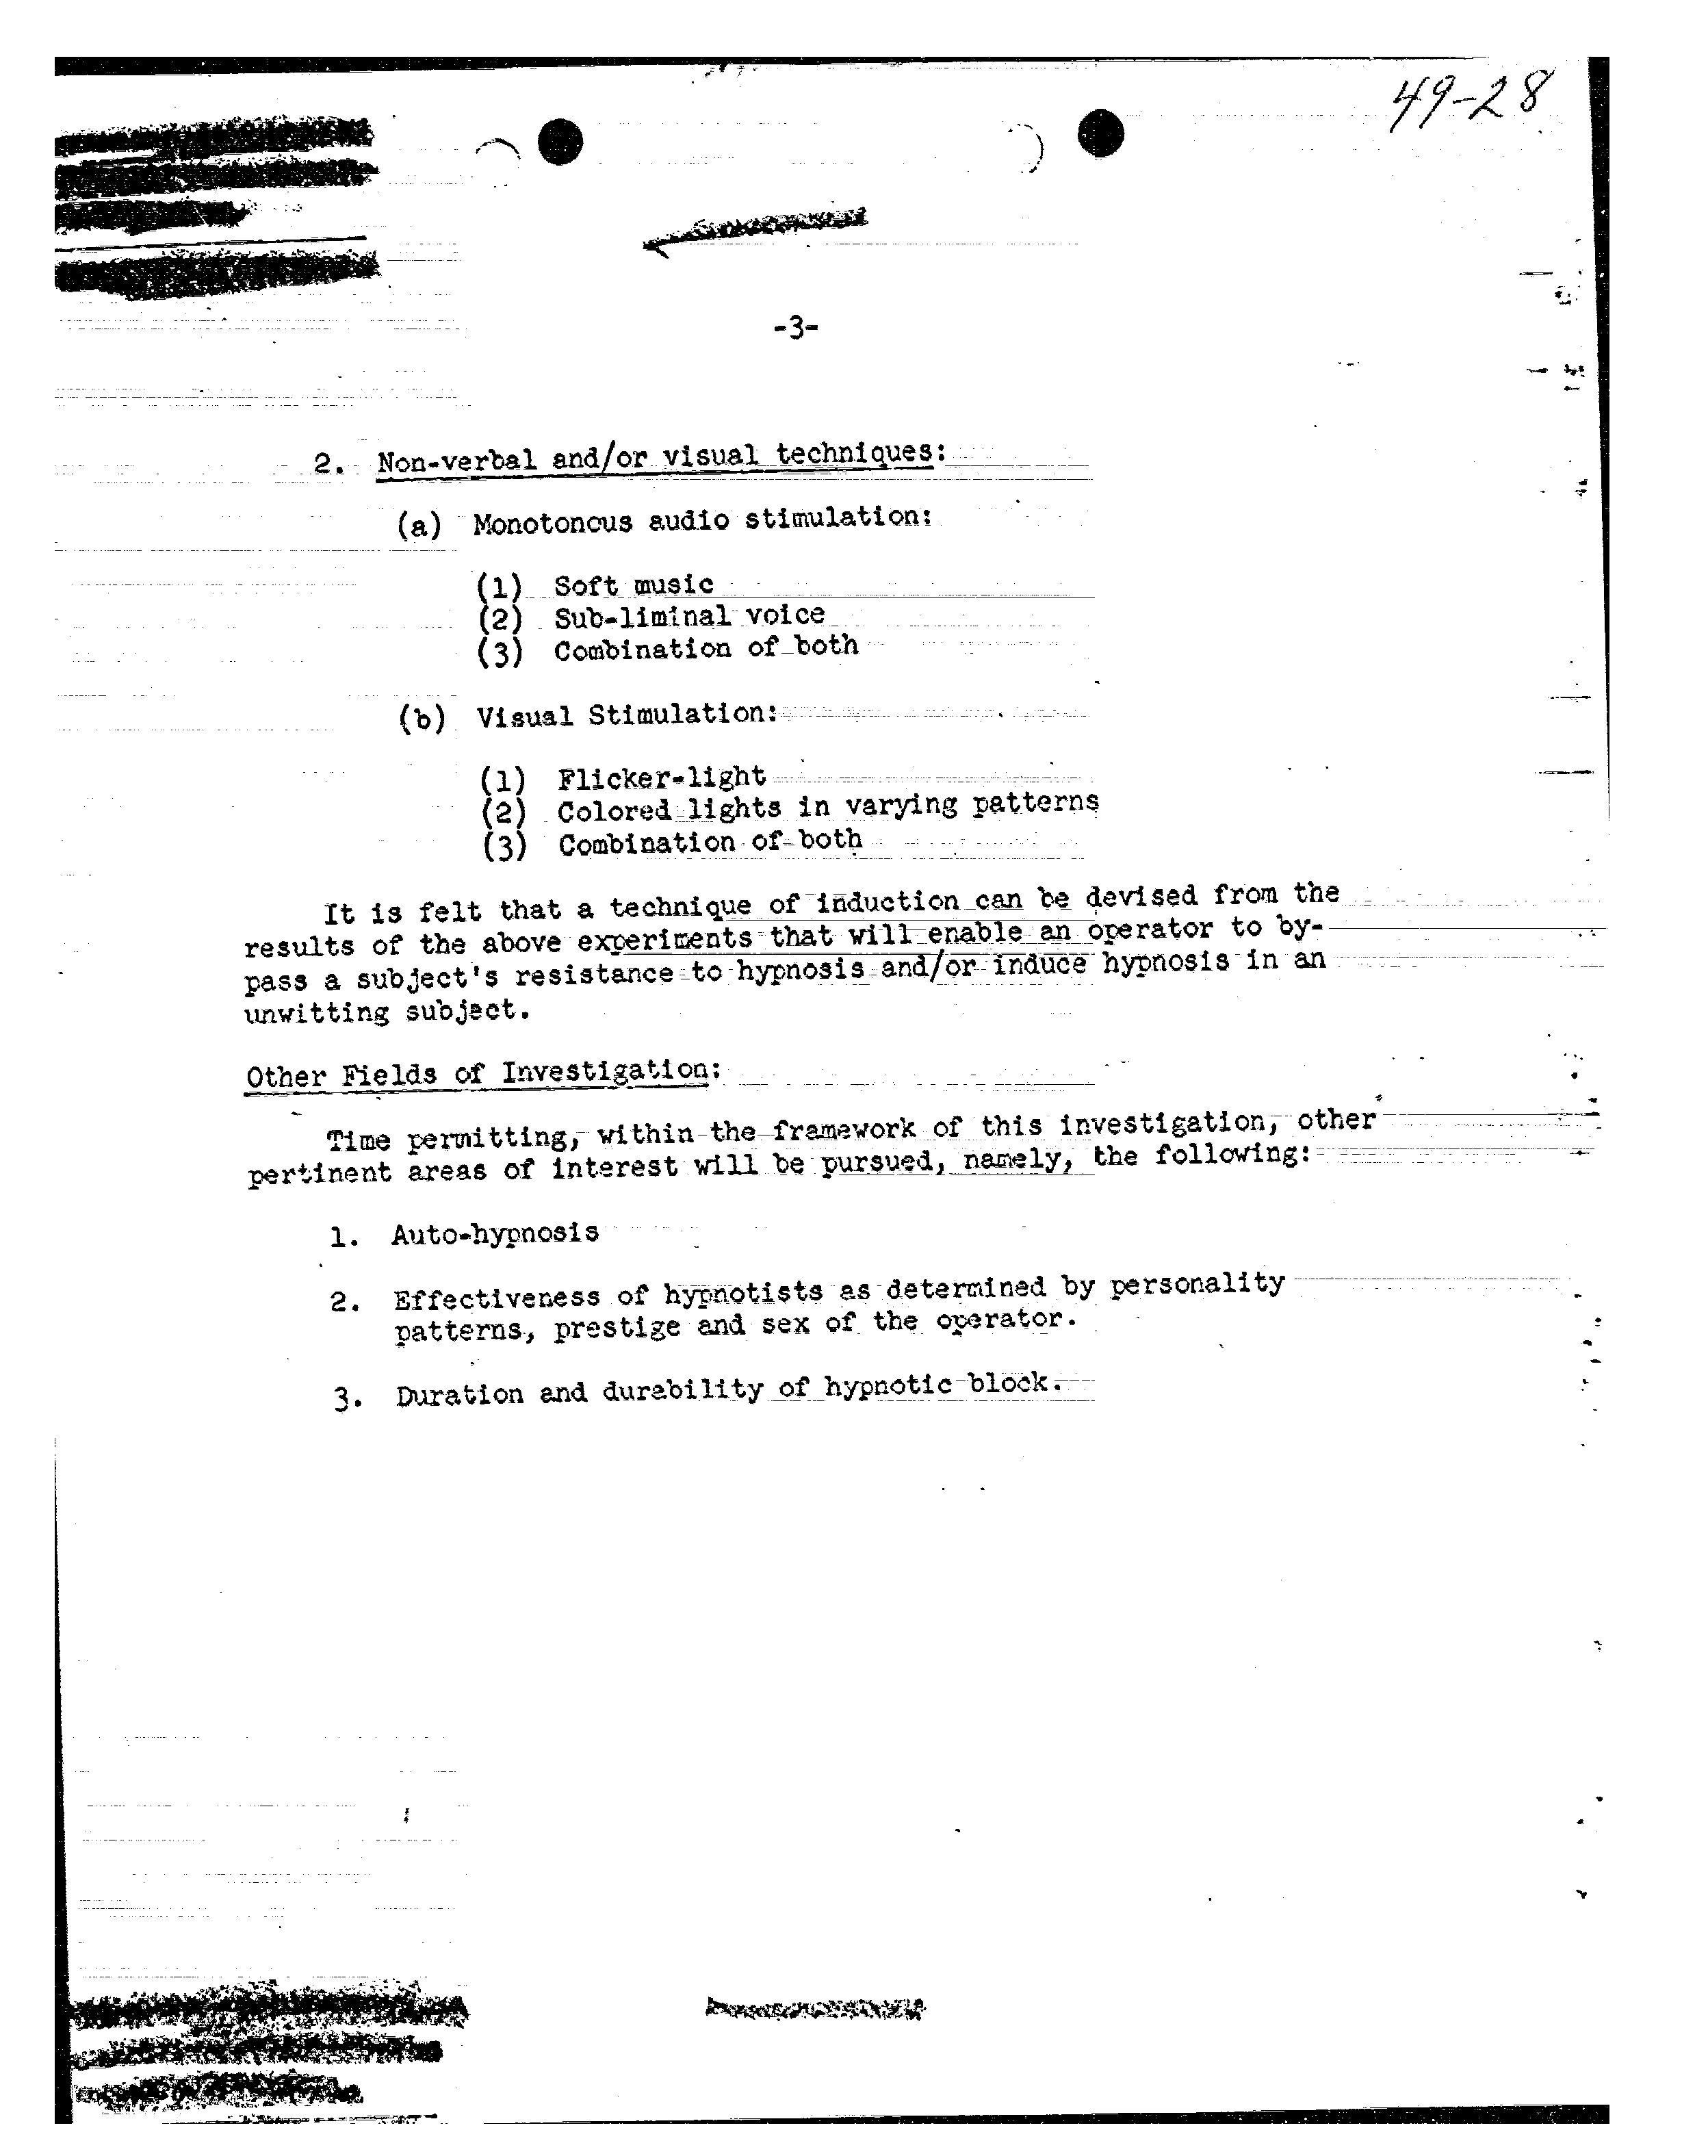 49-28
-3-
2. Non-verbal and/or visual techniques:
(a) Monotonous audio stimulation:
(1) Soft music
(2) Sub-liminal voice
(3) Combination of both
(b) Visual Stimulation:
(1) Flicker-light
(2) Colored lights in varying patterns
(3) Combination of both
It is felt that a technique of induction can be devised from the
results of the above experiments that will enable an operator to by-
pass a subject's resistance to hypnosis and/or induce hypnosis in an
unwitting subject.
Other Fields of Investigation:
Time permitting, within the framework of this investigation, other
pertinent areas of interest will be pursued, namely, the following:
1. Auto-hypnosis
2. Effectiveness of hypnotists as determined by personality
patterns, prestige and sex of the operator.
3. Duration and durability of hypnotic block.